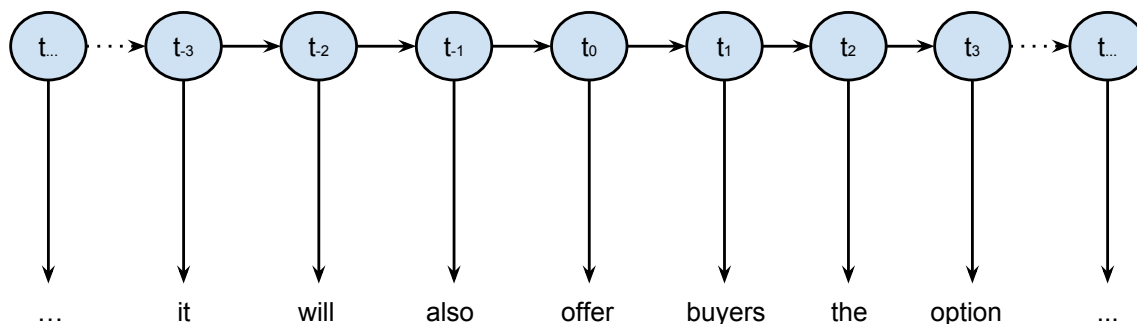 t... t-3 t-2 t-1 t0 t1 t2 t3 t...
... it will also offer buyers the option ...